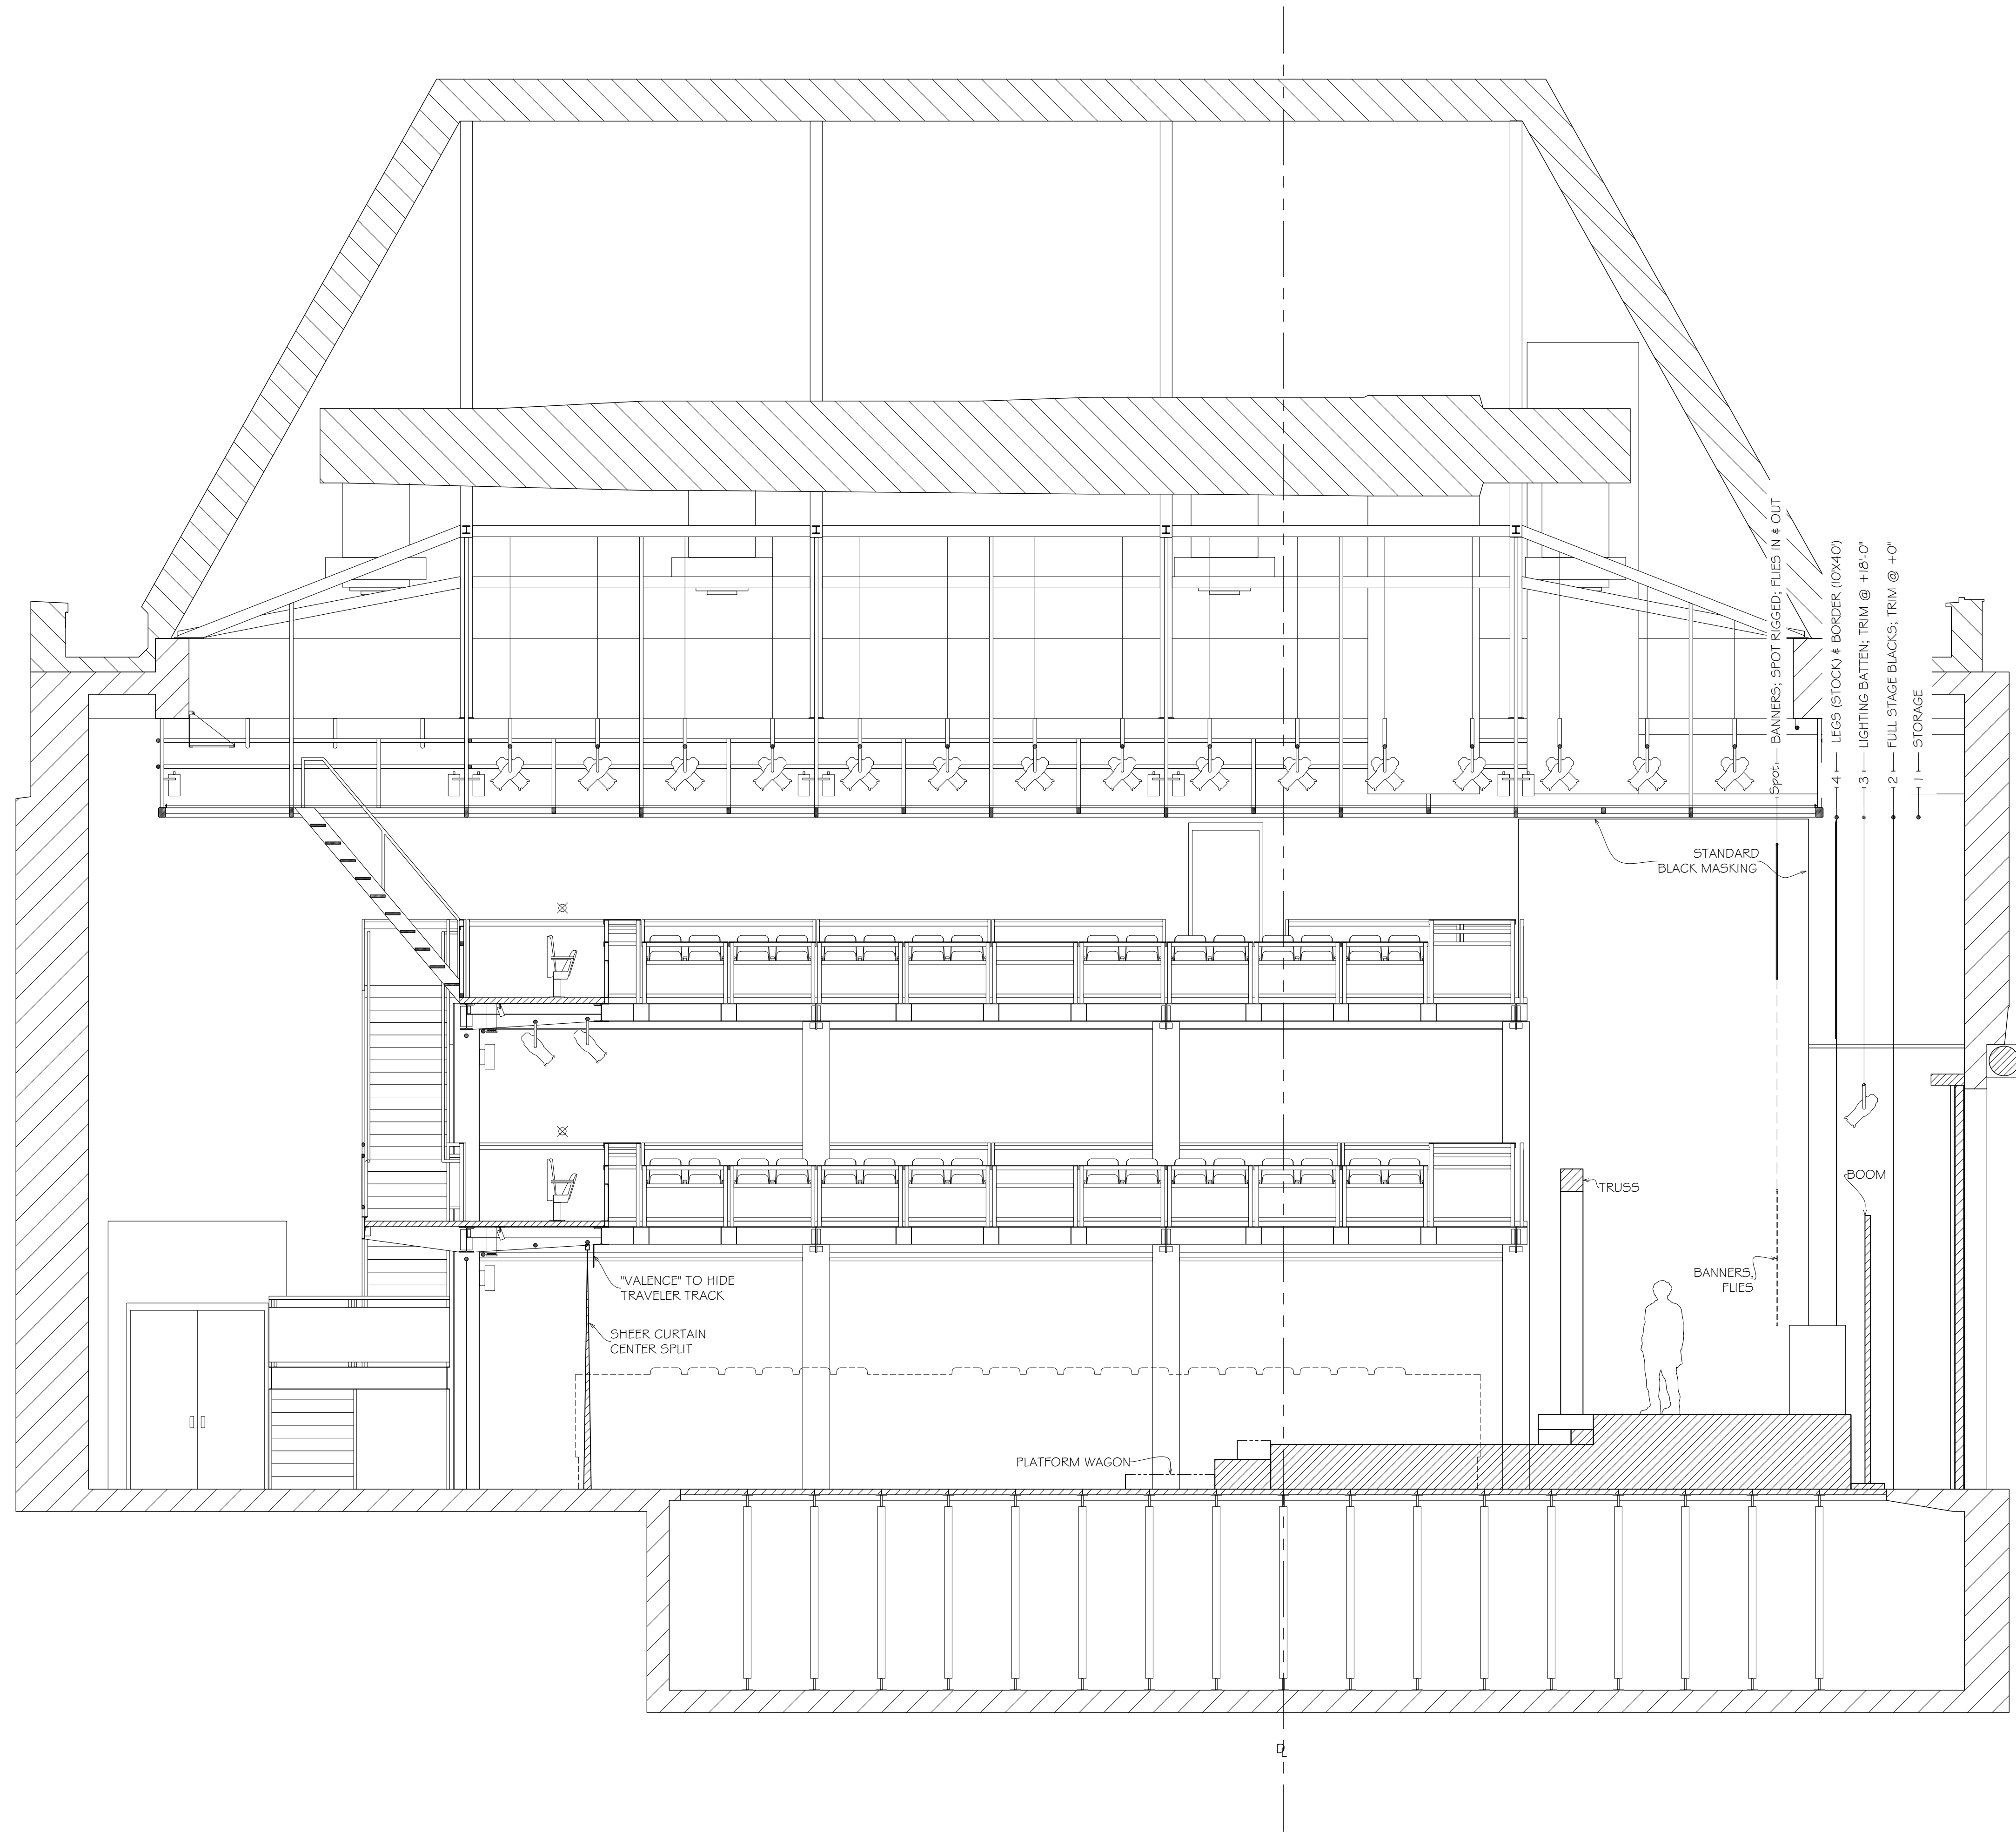 Spot BANNERS; SPOT RIGGED; FLIES IN & OUT
4 LEGS (STOCK) & BORDER (10'X40')
3 LIGHTING BATTEN; TRIM @ +18'-0"
2 FULL STAGE BLACKS; TRIM @ +0"
1 STORAGE
STANDARD
BLACK MASKING
BOOM
TRUSS
BANNERS,
FLIES
"VALENCE" TO HIDE
TRAVELER TRACK
SHEER CURTAIN
CENTER SPLIT
PLATFORM WAGON